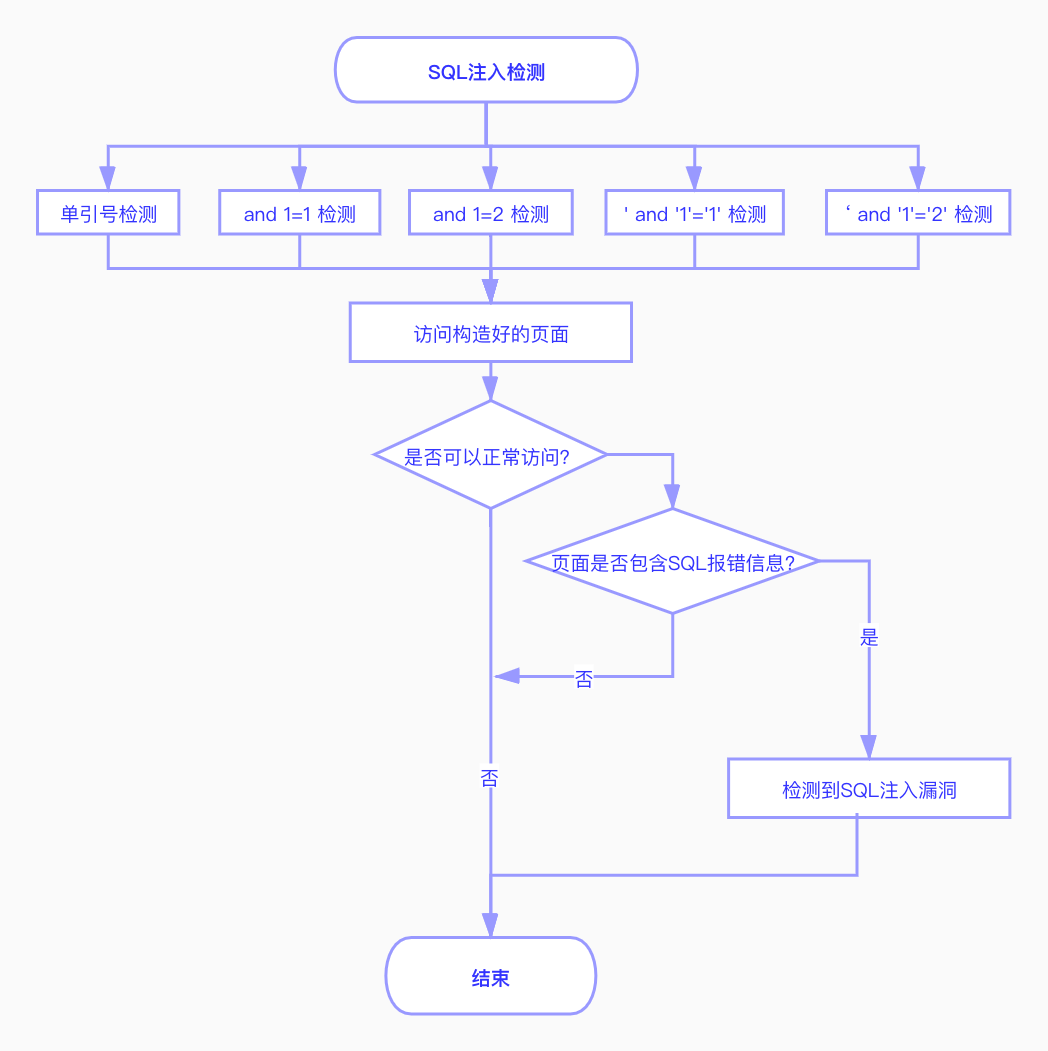 SQL注入检测
单引号检测
and 1=1 检测
and 1=2 检测
' and '1'='1' 检测
‘ and '1'='2' 检测
访问构造好的页面
是否可以正常访问?
页面是否包含SQL报错信息?
是
否
否
检测到SQL注入漏洞
结束